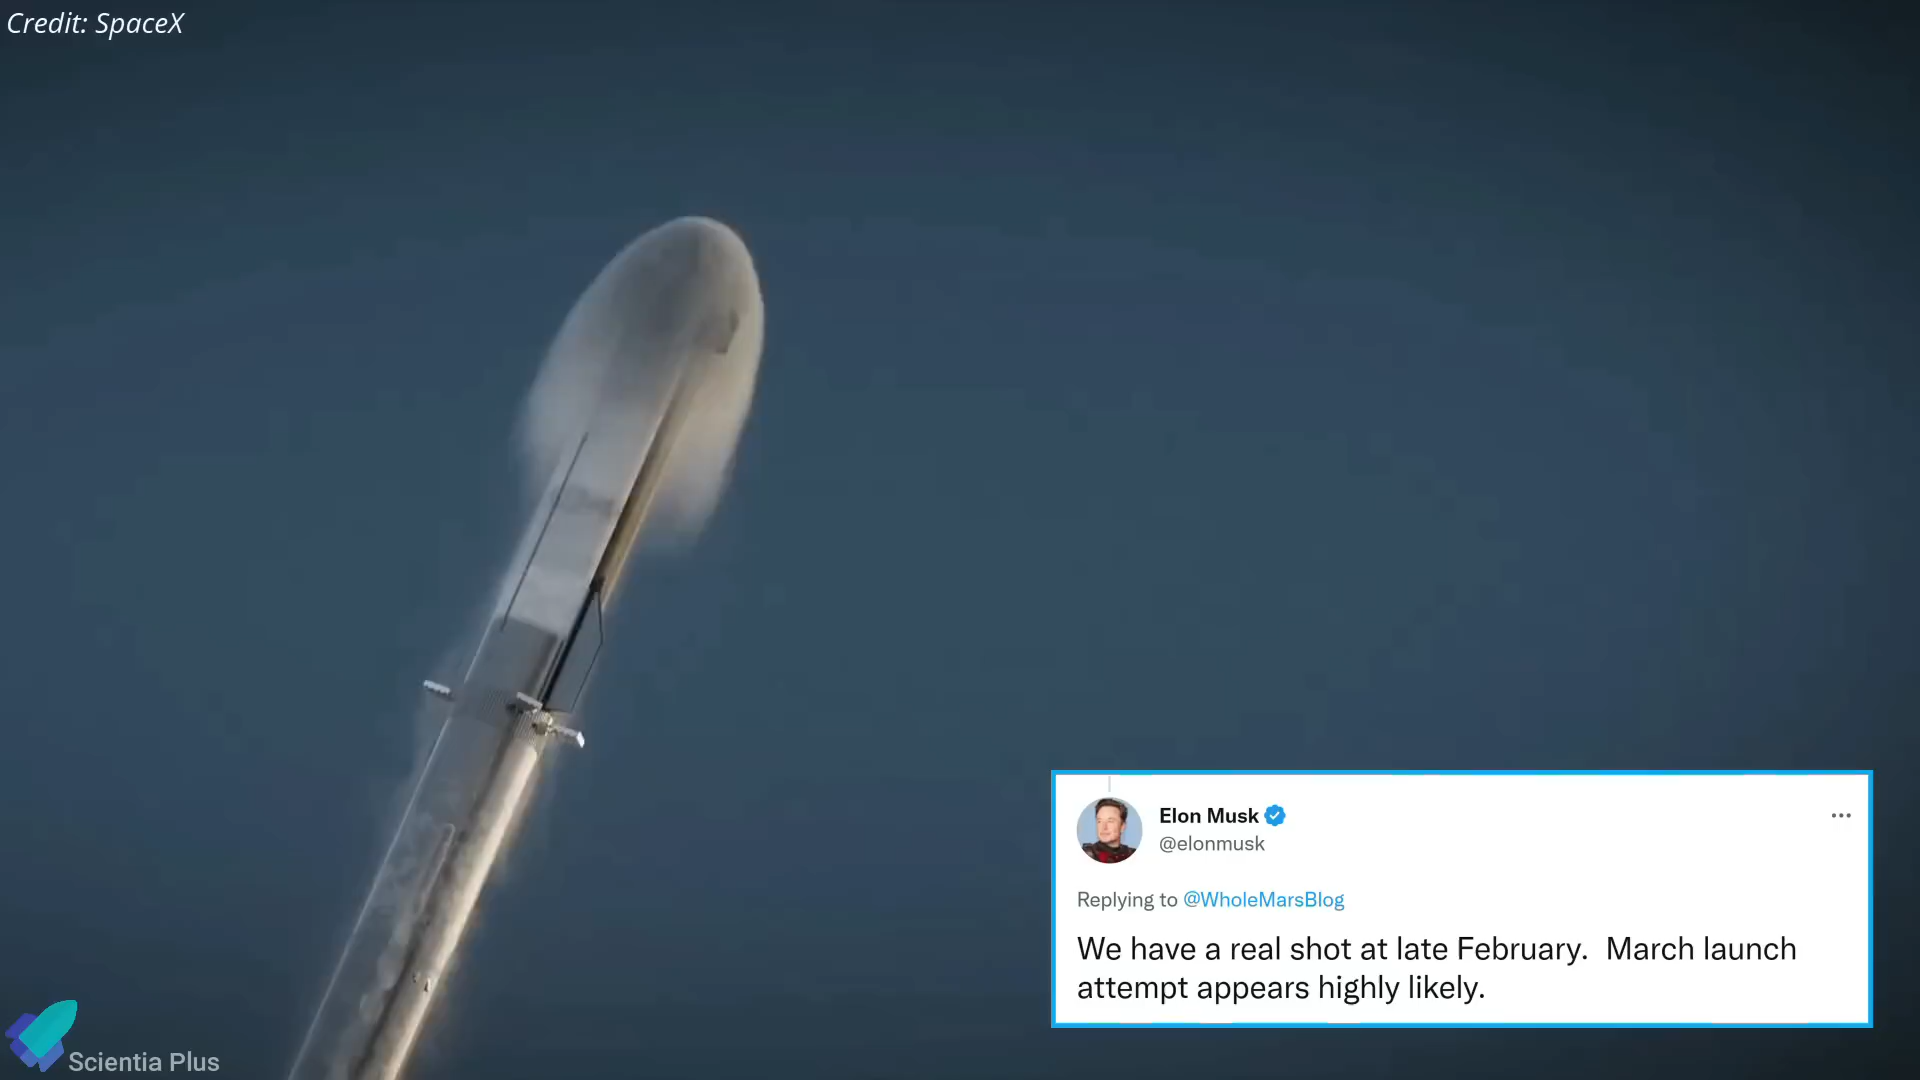 Credit: SpaceX
Elon Musk
@elonmusk
Replying to @WholeMarsBlog
We have a real shot at late February.  March launch
attempt appears highly likely.
Scientia Plus